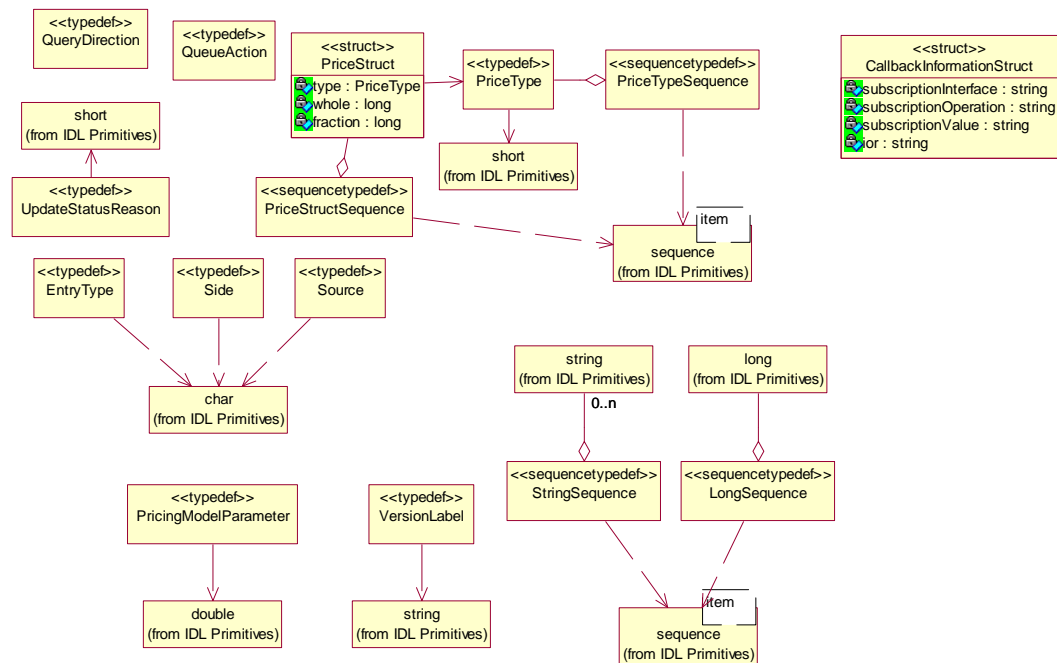 <<typedef>>
QueryDirection
<<typedef>>
QueueAction
<<struct>>
PriceStruct
type : PriceType
whole : long
fraction : long
<<typedef>>
PriceType
<<sequencetypedef>>
PriceTypeSequence
<<struct>>
CallbackInformationStruct
subscriptionInterface : string
subscriptionOperation : string
subscriptionValue : string
ior : string
short
(from IDL Primitives)
short
(from IDL Primitives)
<<typedef>>
UpdateStatusReason
<<sequencetypedef>>
PriceStructSequence
item
sequence
(from IDL Primitives)
<<typedef>>
EntryType
<<typedef>>
Side
<<typedef>>
Source
char
(from IDL Primitives)
string
(from IDL Primitives)
0..n
long
(from IDL Primitives)
<<sequencetypedef>>
StringSequence
<<sequencetypedef>>
LongSequence
<<typedef>>
PricingModelParameter
<<typedef>>
VersionLabel
double
(from IDL Primitives)
string
(from IDL Primitives)
item
sequence
(from IDL Primitives)